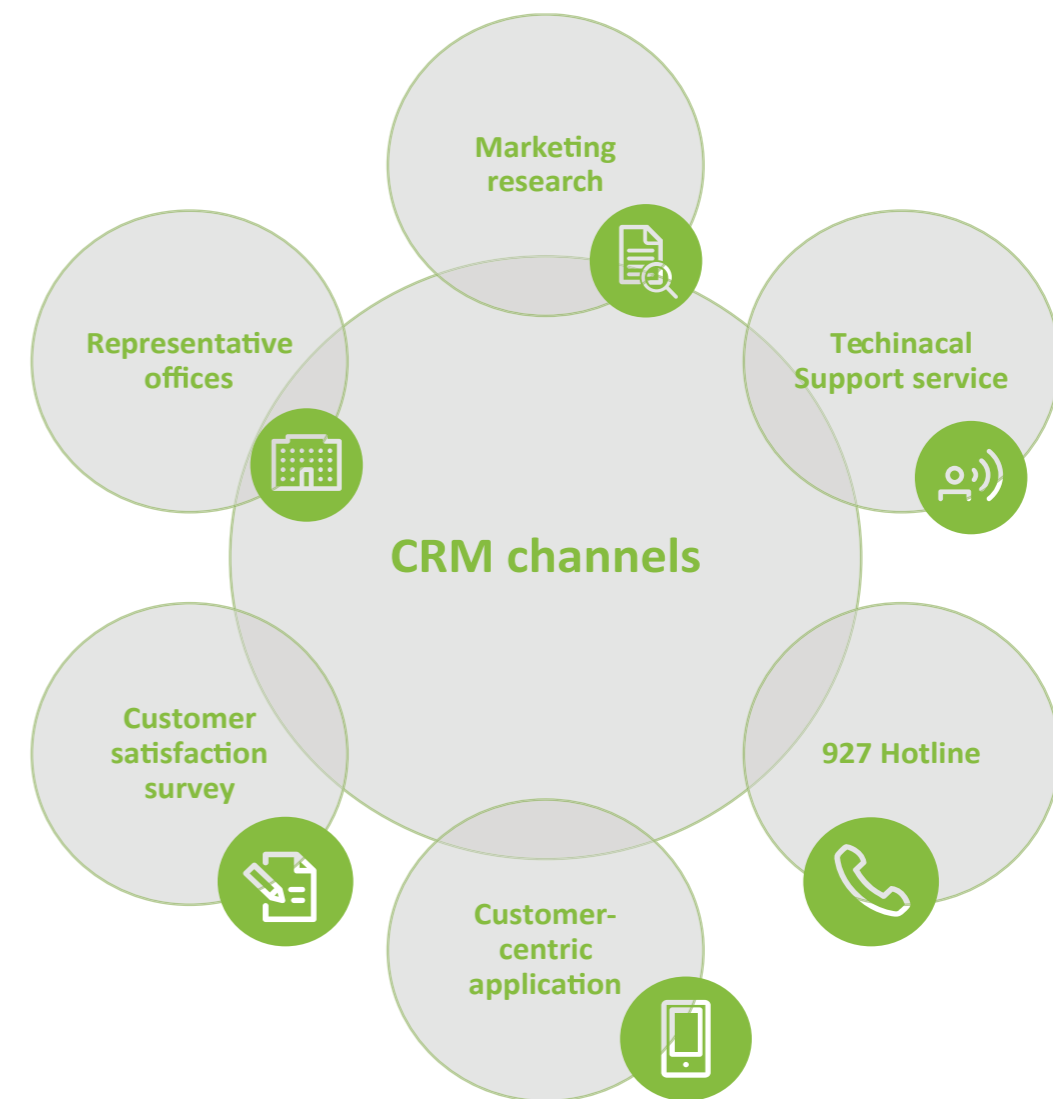 Marketing
research
Representative
offices
Techinacal
Support service
CRM channels
Customer
satisfaction
survey
927 Hotline
Customer-
centric
application